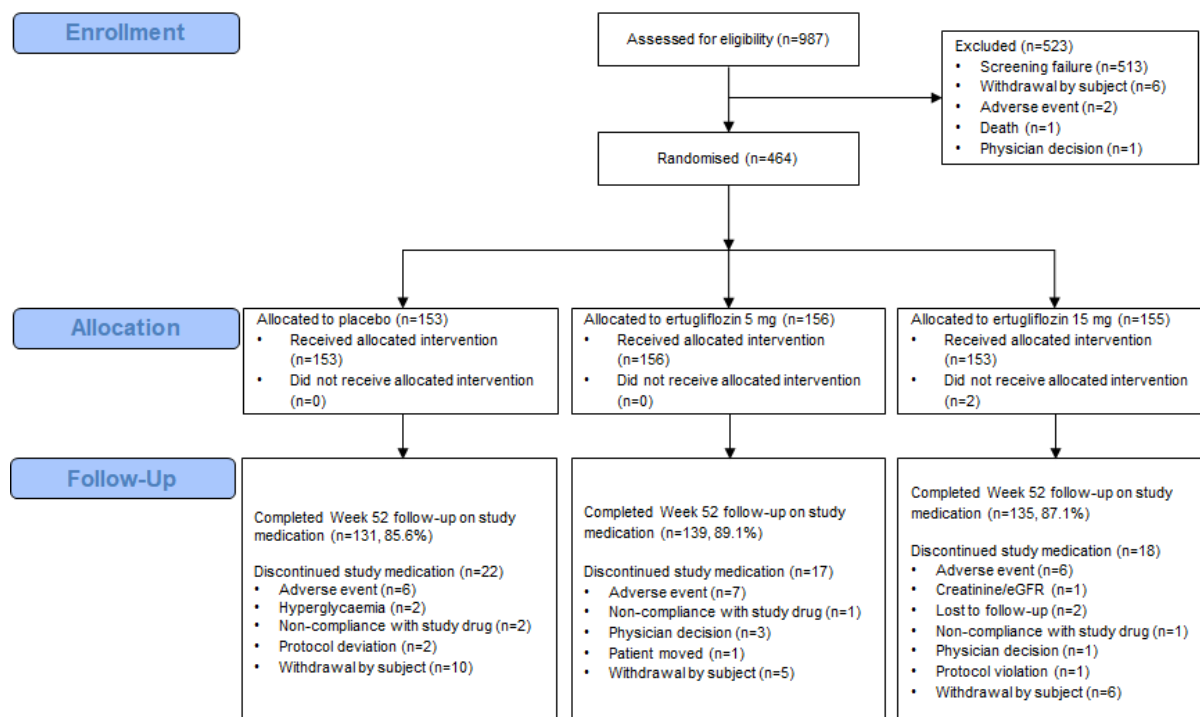 Enrollment
Assessed for eligibility (n=987)
Excluded (n=523)
• Screening failure (n=513)
• Withdrawal by subject (n=6)
• Adverse event (n=2)
• Death (n=1)
• Physician decision (n=1)
Randomised (n=464)
Allocation
Allocated to placebo (n=153)
• Received allocated intervention
(n=153)
• Did not receive allocated intervention
(n=0)
Allocated to ertugliflozin 5 mg (n=156)
• Received allocated intervention
(n=156)
• Did not receive allocated intervention
(n=0)
Allocated to ertugliflozin 15 mg (n=155)
• Received allocated intervention
(n=153)
• Did not receive allocated intervention
(n=2)
Follow-Up
Completed Week 52 follow-up on study
medication (n=131, 85.6%)
Discontinued study medication (n=22)
• Adverse event (n=6)
• Hyperglycaemia (n=2)
• Non-compliance with study drug (n=2)
• Protocol deviation (n=2)
• Withdrawal by subject (n=10)
Completed Week 52 follow-up on study
medication (n=139, 89.1%)
Discontinued study medication (n=17)
• Adverse event (n=7)
• Non-compliance with study drug (n=1)
• Physician decision (n=3)
• Patient moved (n=1)
• Withdrawal by subject (n=5)
Completed Week 52 follow-up on study
medication (n=135, 87.1%)
Discontinued study medication (n=18)
• Adverse event (n=6)
• Creatinine/eGFR (n=1)
• Lost to follow-up (n=2)
• Non-compliance with study drug (n=1)
• Physician decision (n=1)
• Protocol violation (n=1)
• Withdrawal by subject (n=6)